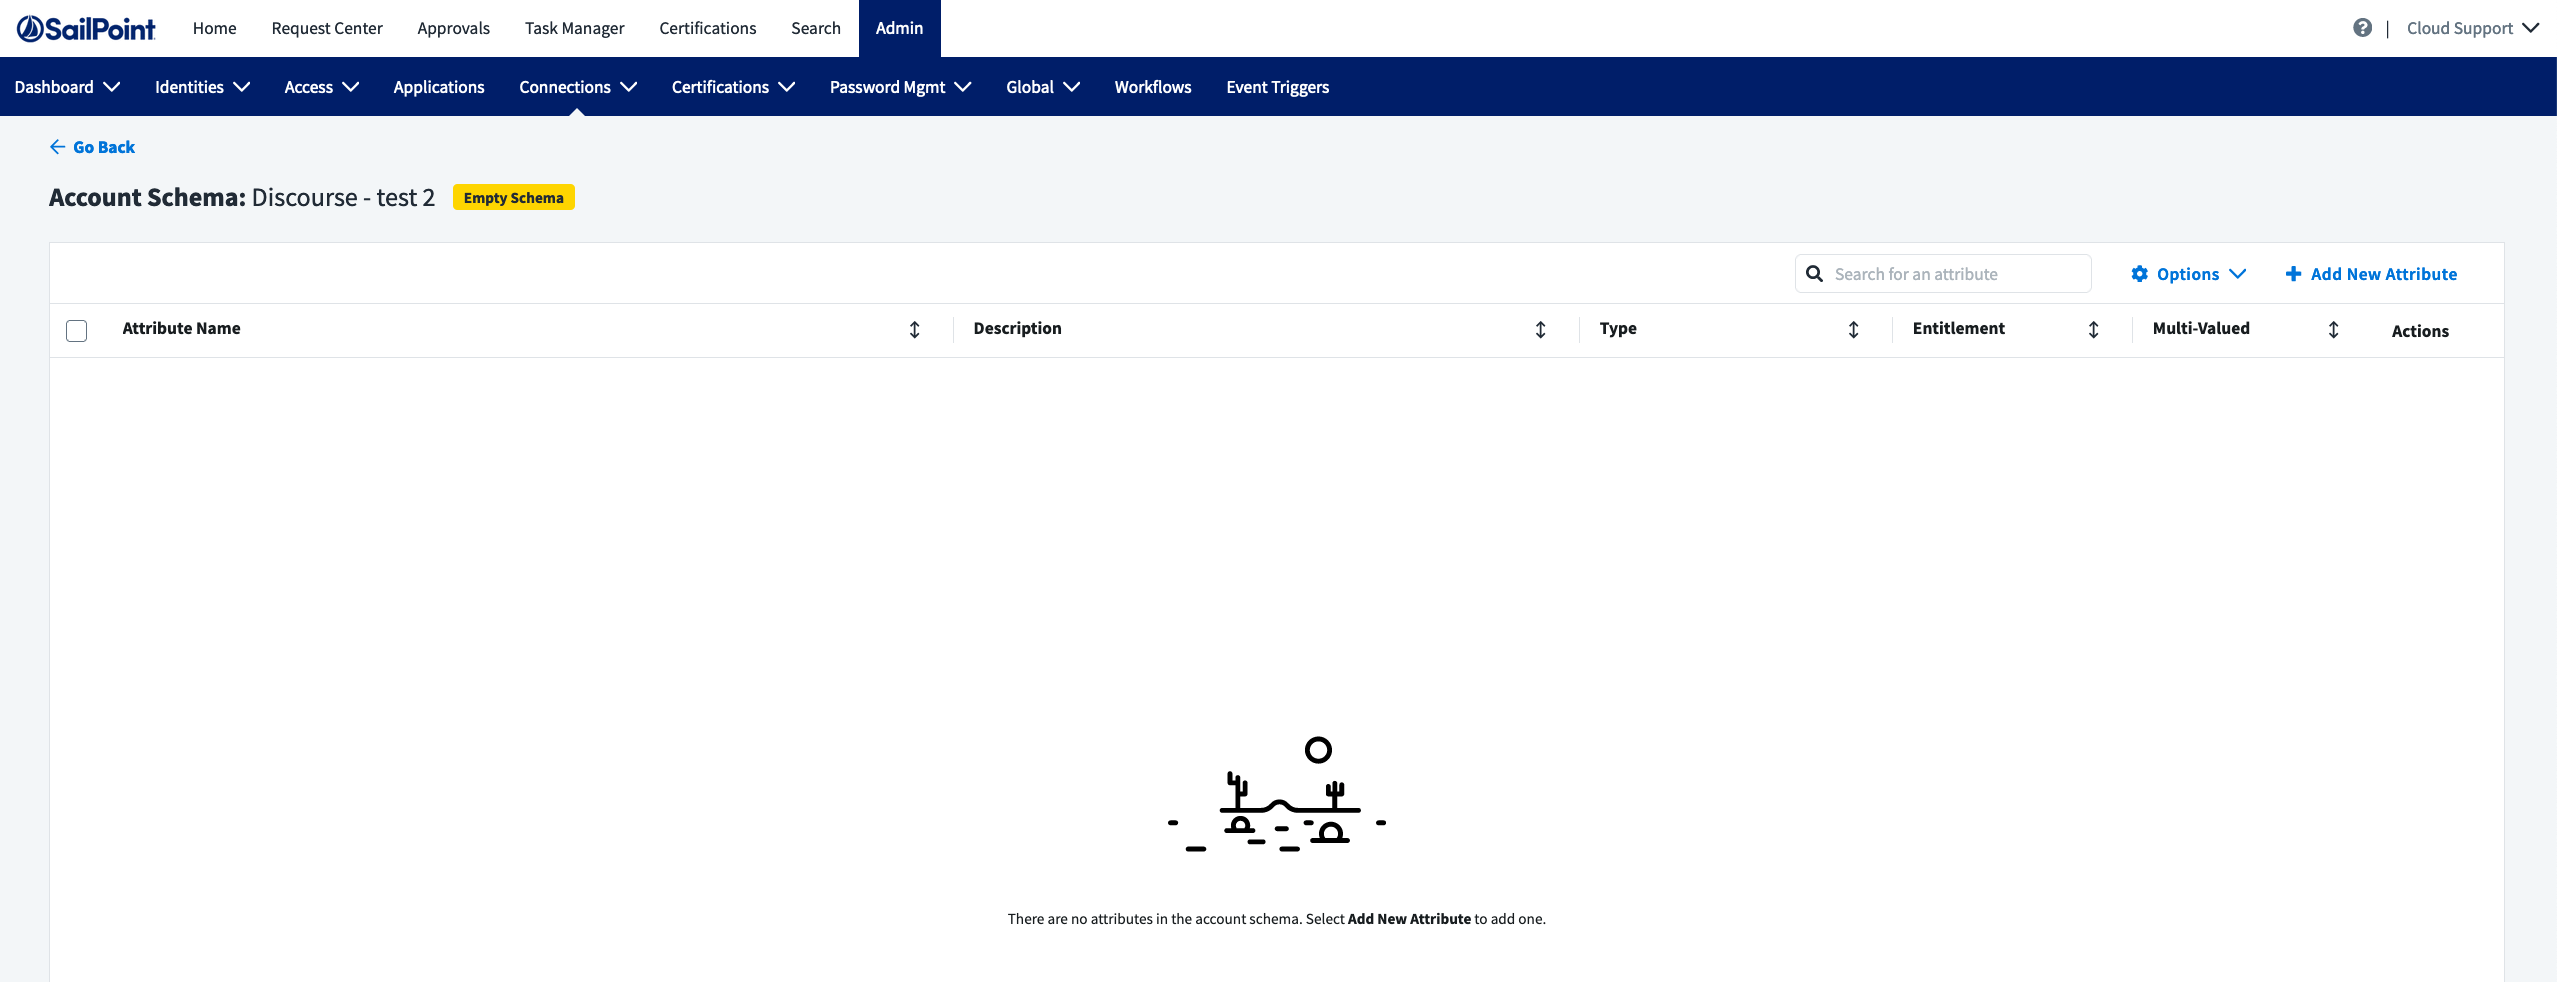 SailPoint Home Request Center Approvals Task Manager Certifications Search Admin Cloud Support
Dashboard Identities Access Applications Connections Certifications Password Mgmt Global Workflows Event Triggers
Go Back
Account Schema: Discourse - test 2 Empty Schema
Search for an attribute Options Add New Attribute
Attribute Name Description Type Entitlement Multi-Valued Actions
There are no attributes in the account schema. Select Add New Attribute to add one.